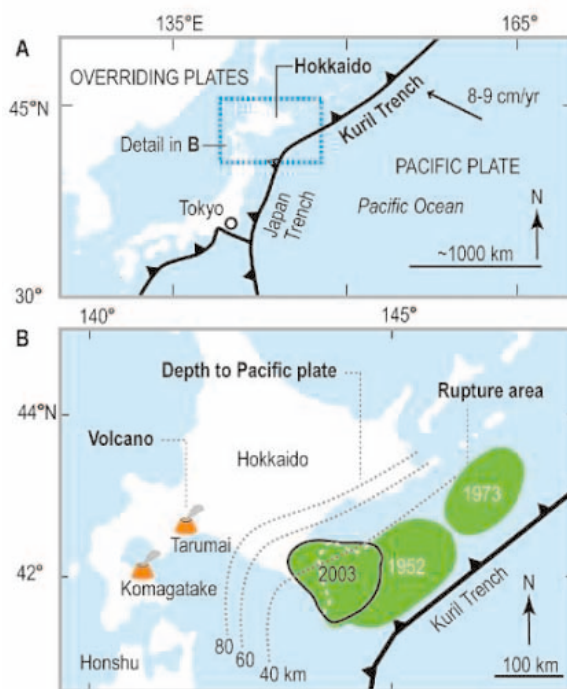 135°E
165°
A
OVERRIDING PLATES
Hokkaido
45°
N
Kuril Trench
8-9 cm/yr
Detail in B
PACIFIC PLATE
Tokyo
Japan
Trench
Pacific Ocean
N
~1000 km
30°
140°
145°
B
Depth to Pacific plate
Rupture area
44°
N
Volcano
Hokkaido
1973
Tarumai
2003
1952
42°
Komagatake
Kuril Trench
N
Honshu
80
60
40 km
100 km